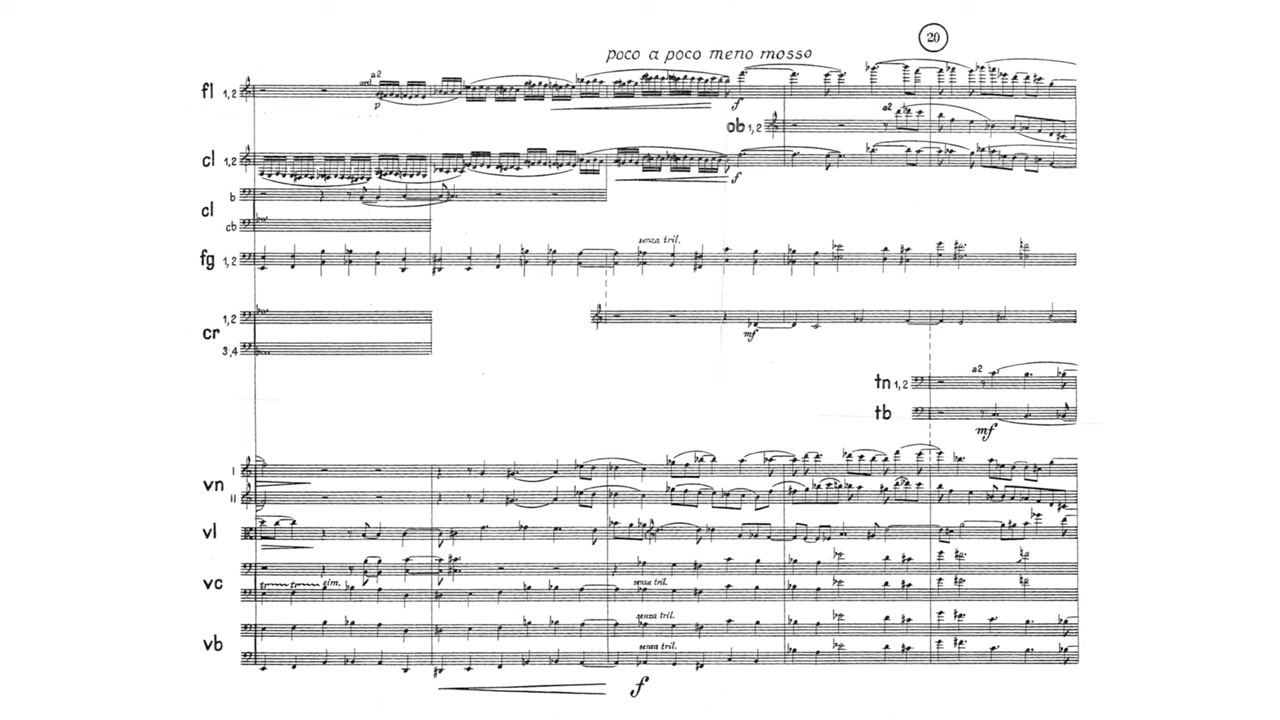 20
poco a poco meno mosso
a2
fl 1,2
p
f
a2
ob 1,2
cl 1,2
f
b
cl
cb
senza tril.
fg 1,2
1,2
cr
mf
3,4
a2
tn 1,2
tb
mf
I
vn
II
vl
sim.
senza tril.
vc
senza tril.
vb
senza tril.
f